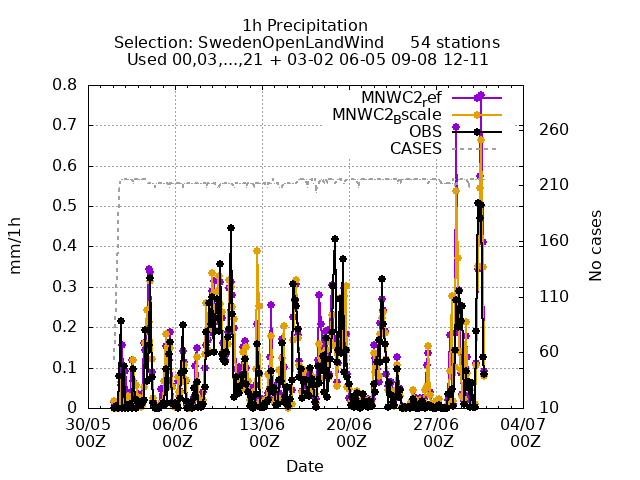 1h Precipitation
Selection: SwedenOpenLandWind 54 stations
Used 00,03,...,21 + 03-02 06-05 09-08 12-11
MNWC2ref
MNWC2Bscale
OBS
CASES
mm/1h
0.8
0.7
0.6
0.5
0.4
0.3
0.2
0.1
0
No cases
260
210
160
110
60
10
30/05 06/06 13/06 20/06 27/06 04/07
00Z 00Z 00Z 00Z 00Z 00Z
Date